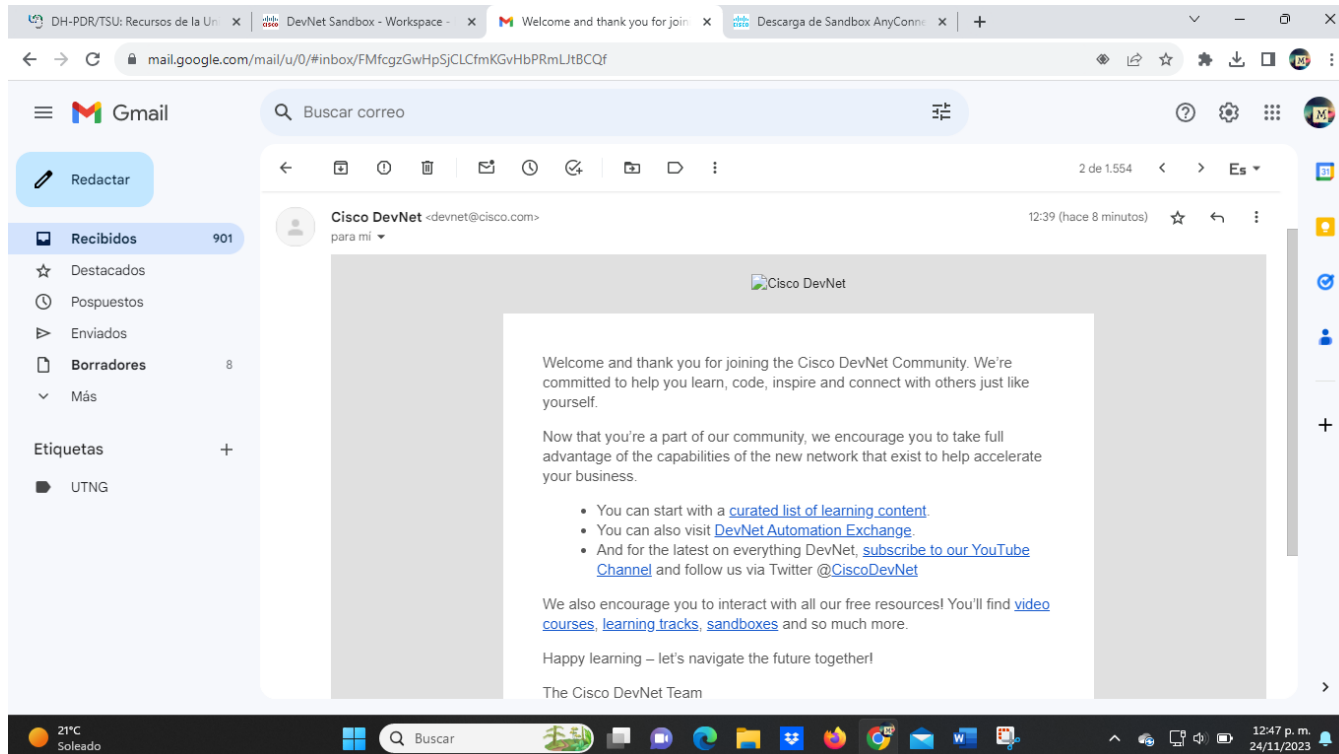 DH-PDR/TSU: Recursos de la Uni
DevNet Sandbox - Workspace -
Welcome and thank you for join
Descarga de Sandbox AnyConne
mail.google.com/mail/u/0/#inbox/FMfcgzGwHpSjCLCfmKGvHbPRmLJtBCQf
Gmail
Buscar correo
Redactar
2 de 1.554
Es
Recibidos 901
Destacados
Pospuestos
Enviados
Borradores 8
Más
Etiquetas
UTNG
Cisco DevNet <devnet@cisco.com>
12:39 (hace 8 minutos)
para mí
Cisco DevNet
Welcome and thank you for joining the Cisco DevNet Community. We're
committed to help you learn, code, inspire and connect with others just like
yourself.
Now that you're a part of our community, we encourage you to take full
advantage of the capabilities of the new network that exist to help accelerate
your business.
• You can start with a curated list of learning content.
• You can also visit DevNet Automation Exchange.
• And for the latest on everything DevNet, subscribe to our YouTube
Channel and follow us via Twitter @CiscoDevNet
We also encourage you to interact with all our free resources! You'll find video
courses, learning tracks, sandboxes and so much more.
Happy learning – let's navigate the future together!
The Cisco DevNet Team
31
21°C
Soleado
Buscar
12:47 p. m.
24/11/2023